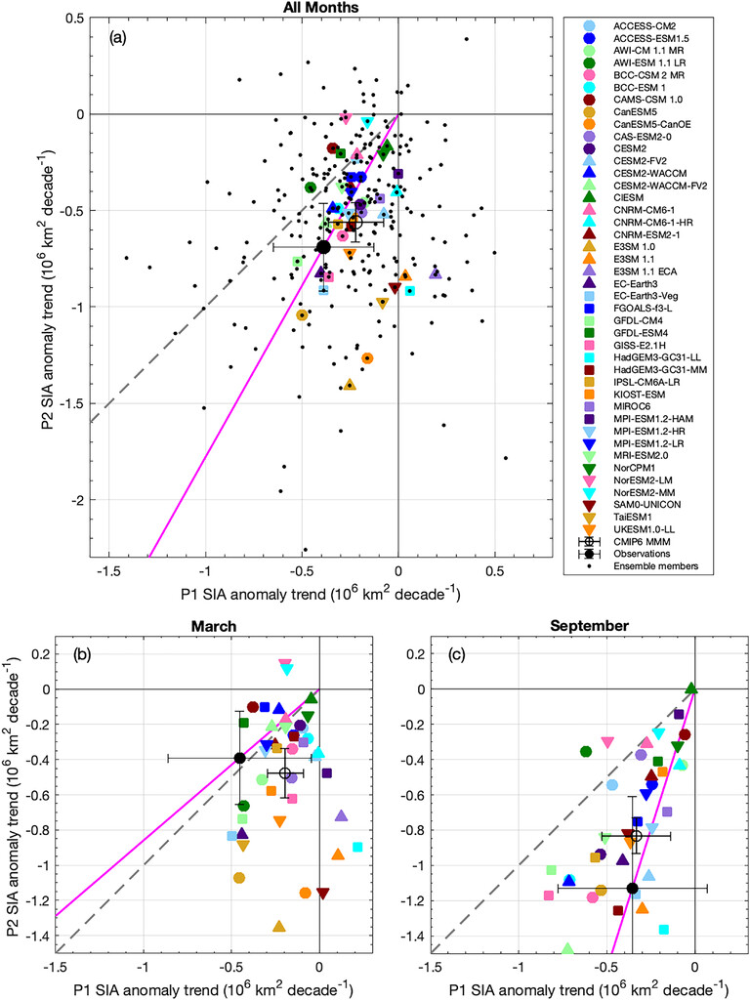 All Months
(a)
0.5
0
-0.5
-1
-1.5
-2
P2 SIA anomaly trend (10⁶ km² decade⁻¹)
-1.5
-1
-0.5
0
0.5
P1 SIA anomaly trend (10⁶ km² decade⁻¹)
ACCESS-CM2
ACCESS-ESM1.5
AWI-CM 1.1 MR
AWI-ESM 1.1 LR
BCC-CSM 2 MR
BCC-ESM 1
CAMS-CSM 1.0
CanESM5
CanESM5-CanOE
CAS-ESM2-0
CESM2
CESM2-FV2
CESM2-WACCM
CESM2-WACCM-FV2
CIESM
CNRM-CM6-1
CNRM-CM6-1-HR
CNRM-ESM2-1
E3SM 1.0
E3SM 1.1
E3SM 1.1 ECA
EC-Earth3
EC-Earth3-Veg
FGOALS-f3-L
GFDL-CM4
GFDL-ESM4
GISS-E2.1H
HadGEM3-GC31-LL
HadGEM3-GC31-MM
IPSL-CM6A-LR
KIOST-ESM
MIROC6
MPI-ESM1.2-HAM
MPI-ESM1.2-HR
MPI-ESM1.2-LR
MRI-ESM2.0
NorCPM1
NorESM2-LM
NorESM2-MM
SAM0-UNICON
TaiESM1
UKESM1.0-LL
CMIP6 MMM
Observations
Ensemble members
March
(b)
0.2
0
-0.2
-0.4
-0.6
-0.8
-1
-1.2
-1.4
P2 SIA anomaly trend (10⁶ km² decade⁻¹)
-1.5
-1
-0.5
0
P1 SIA anomaly trend (10⁶ km² decade⁻¹)
September
(c)
0.2
0
-0.2
-0.4
-0.6
-0.8
-1
-1.2
-1.4
-1.5
-1
-0.5
0
P1 SIA anomaly trend (10⁶ km² decade⁻¹)